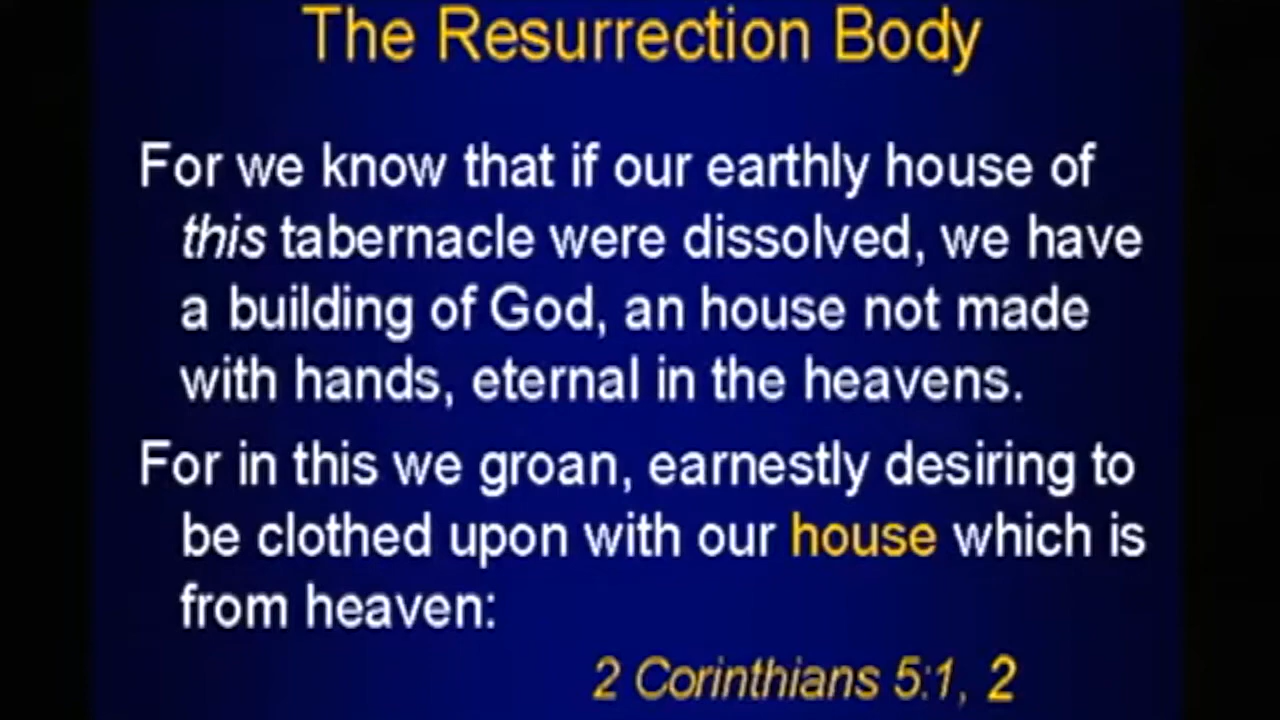 The Resurrection Body
For we know that if our earthly house of
this tabernacle were dissolved, we have
a building of God, an house not made
with hands, eternal in the heavens.
For in this we groan, earnestly desiring to
be clothed upon with our house which is
from heaven:
2 Corinthians 5:1, 2